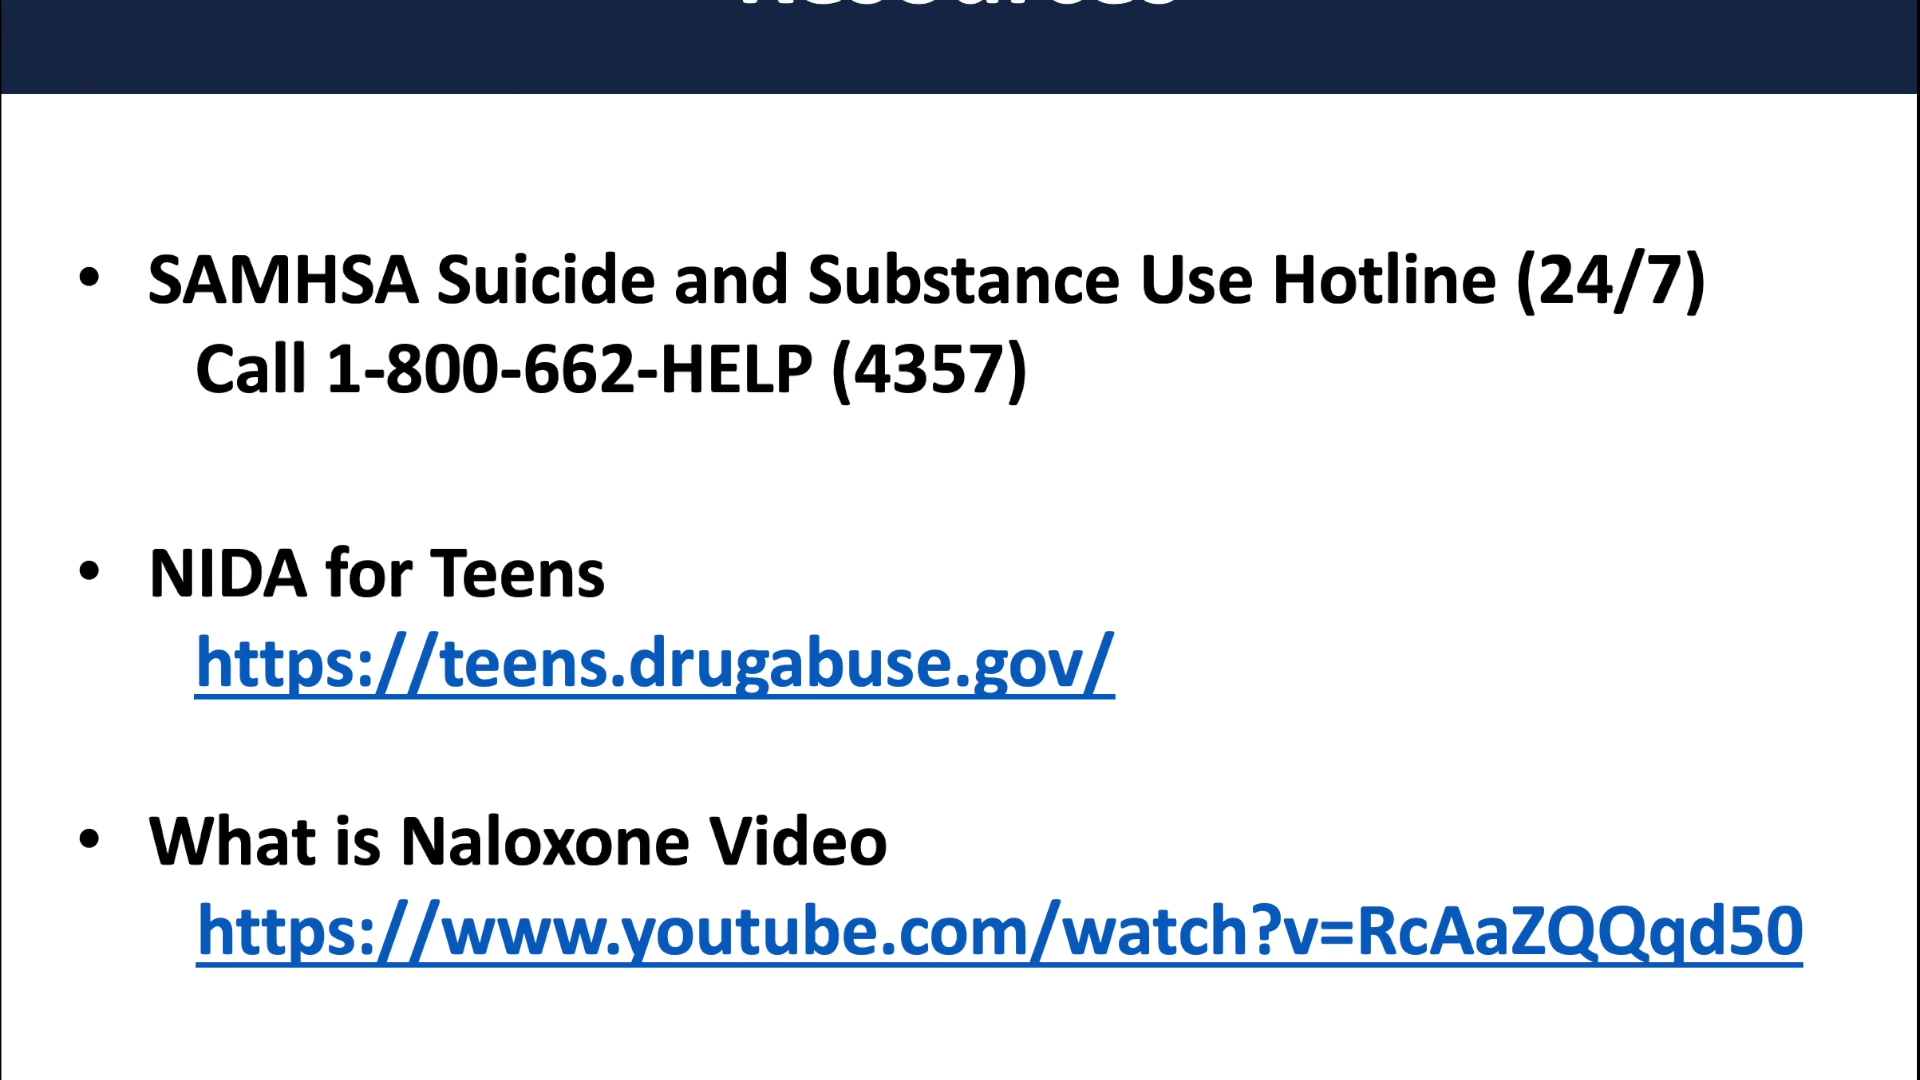 Resources
• SAMHSA Suicide and Substance Use Hotline (24/7)
Call 1-800-662-HELP (4357)
• NIDA for Teens
https://teens.drugabuse.gov/
• What is Naloxone Video
https://www.youtube.com/watch?v=RcAaZQQqd50